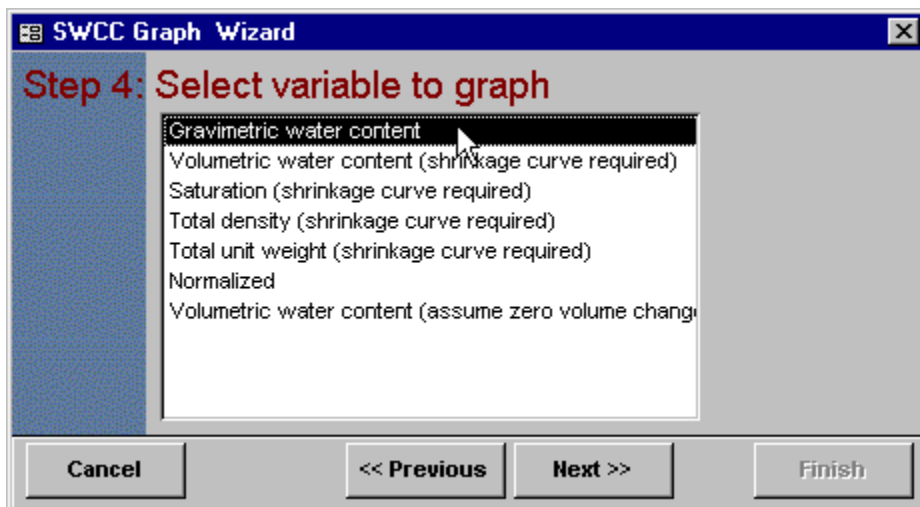 SWCC Graph Wizard
Step 4: Select variable to graph
Gravimetric water content
Volumetric water content (shrinkage curve required)
Saturation (shrinkage curve required)
Total density (shrinkage curve required)
Total unit weight (shrinkage curve required)
Normalized
Volumetric water content (assume zero volume chang
Cancel
<< Previous
Next >>
Finish